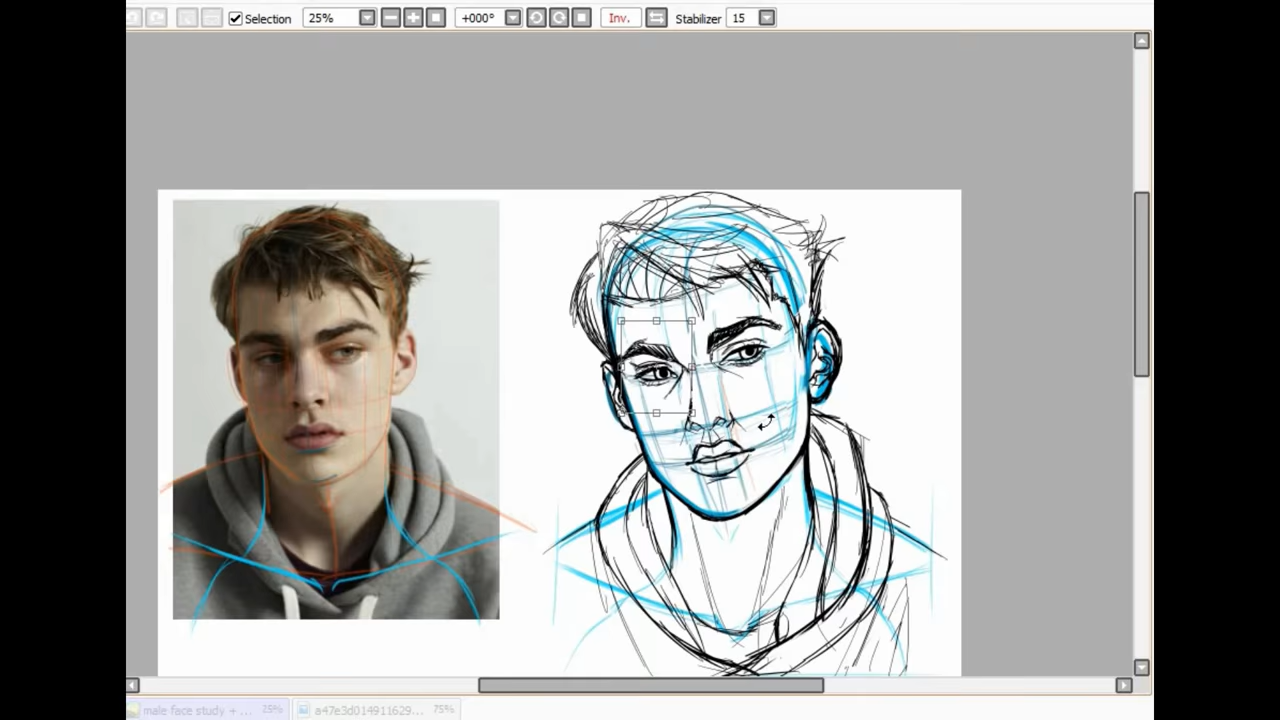 Selection 25% +000° Inv. Stabilizer 15
male face study + ... 25% a47e3d014911629... 75%